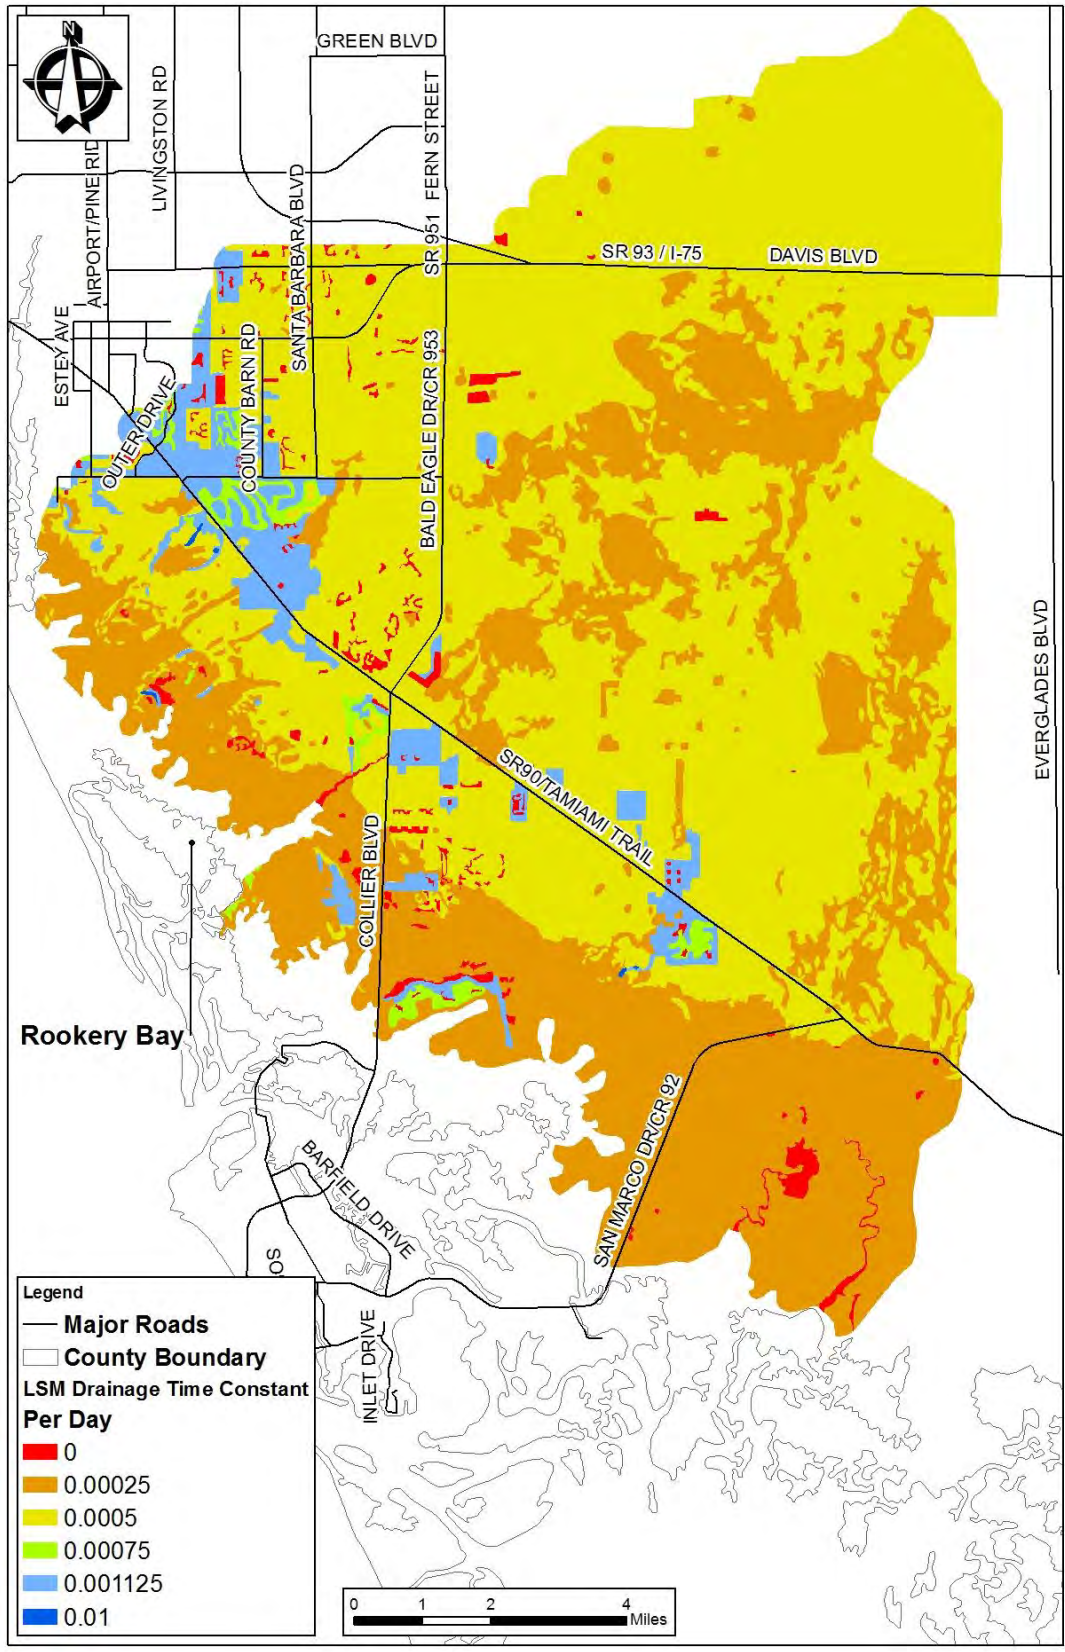 N
GREEN BLVD
LIVINGSTON RD
AIRPORT/PINE RID
SANTA BARBARA BLVD
SR 951 FERN STREET
SR 93 / I-75
DAVIS BLVD
ESTEY AVE
OUTER DRIVE
COUNTY BARN RD
BALD EAGLE DR/CR 953
EVERGLADES BLVD
SR90/TAMIAMI TRAIL
COLLIER BLVD
Rookery Bay
SAN MARCO DR/CR 92
BARFIELD DRIVE
SO
INLET DRIVE
Legend
Major Roads
County Boundary
LSM Drainage Time Constant
Per Day
0
0.00025
0.0005
0.00075
0.001125
0.01
0 1 2 4
Miles